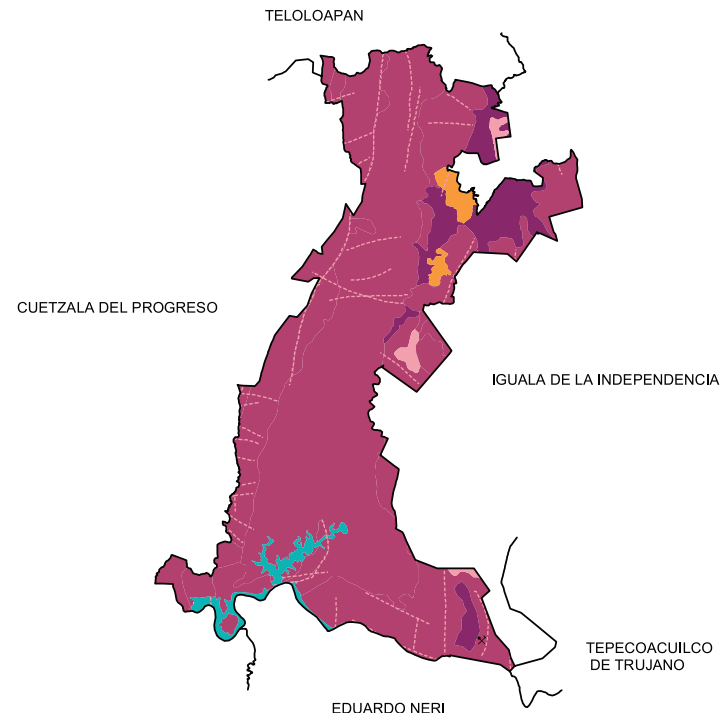 TELOLOAPAN
CUETZALA DEL PROGRESO
IGUALA DE LA INDEPENDENCIA
TEPECOACUILCO
DE TRUJANO
EDUARDO NERI